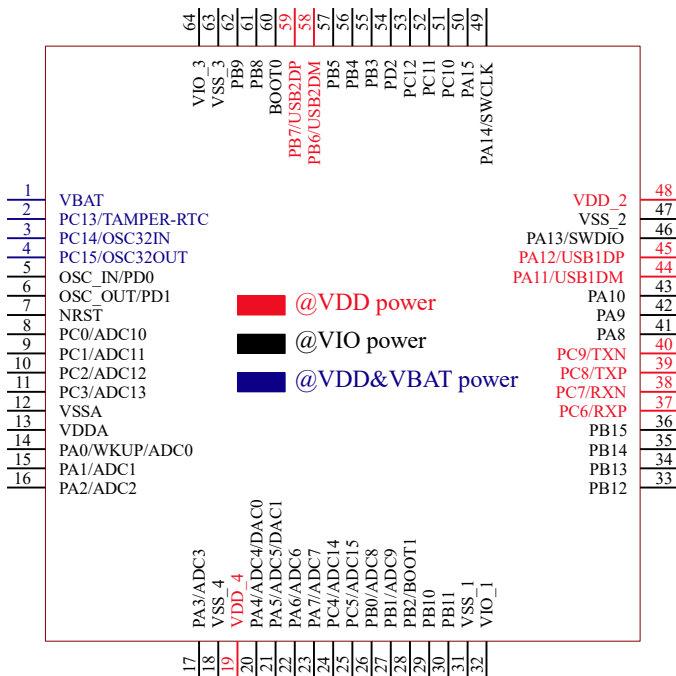 64
63
62
61
60
59
58
57
56
55
54
53
52
51
50
49
VIO_3
VSS_3
PB9
PB8
BOOT0
PB7/USB2DP
PB6/USB2DM
PB5
PB4
PB3
PD2
PC12
PC11
PC10
PA15
PA14/SWCLK
1 VBAT
2 PC13/TAMPER-RTC
3 PC14/OSC32IN
4 PC15/OSC32OUT
5 OSC_IN/PD0
6 OSC_OUT/PD1
7 NRST
8 PC0/ADC10
9 PC1/ADC11
10 PC2/ADC12
11 PC3/ADC13
12 VSSA
13 VDDA
14 PA0/WKUP/ADC0
15 PA1/ADC1
16 PA2/ADC2
@VDD power
@VIO power
@VDD&VBAT power
VDD_2 48
VSS_2 47
PA13/SWDIO 46
PA12/USB1DP 45
PA11/USB1DM 44
PA10 43
PA9 42
PA8 41
PC9/TXN 40
PC8/TXP 39
PC7/RXN 38
PC6/RXP 37
PB15 36
PB14 35
PB13 34
PB12 33
PA3/ADC3
VSS_4
VDD_4
PA4/ADC4/DAC0
PA5/ADC5/DAC1
PA6/ADC6
PA7/ADC7
PC4/ADC14
PC5/ADC15
PB0/ADC8
PB1/ADC9
PB2/BOOT1
PB10
PB11
VSS_1
VIO_1
17
18
19
20
21
22
23
24
25
26
27
28
29
30
31
32